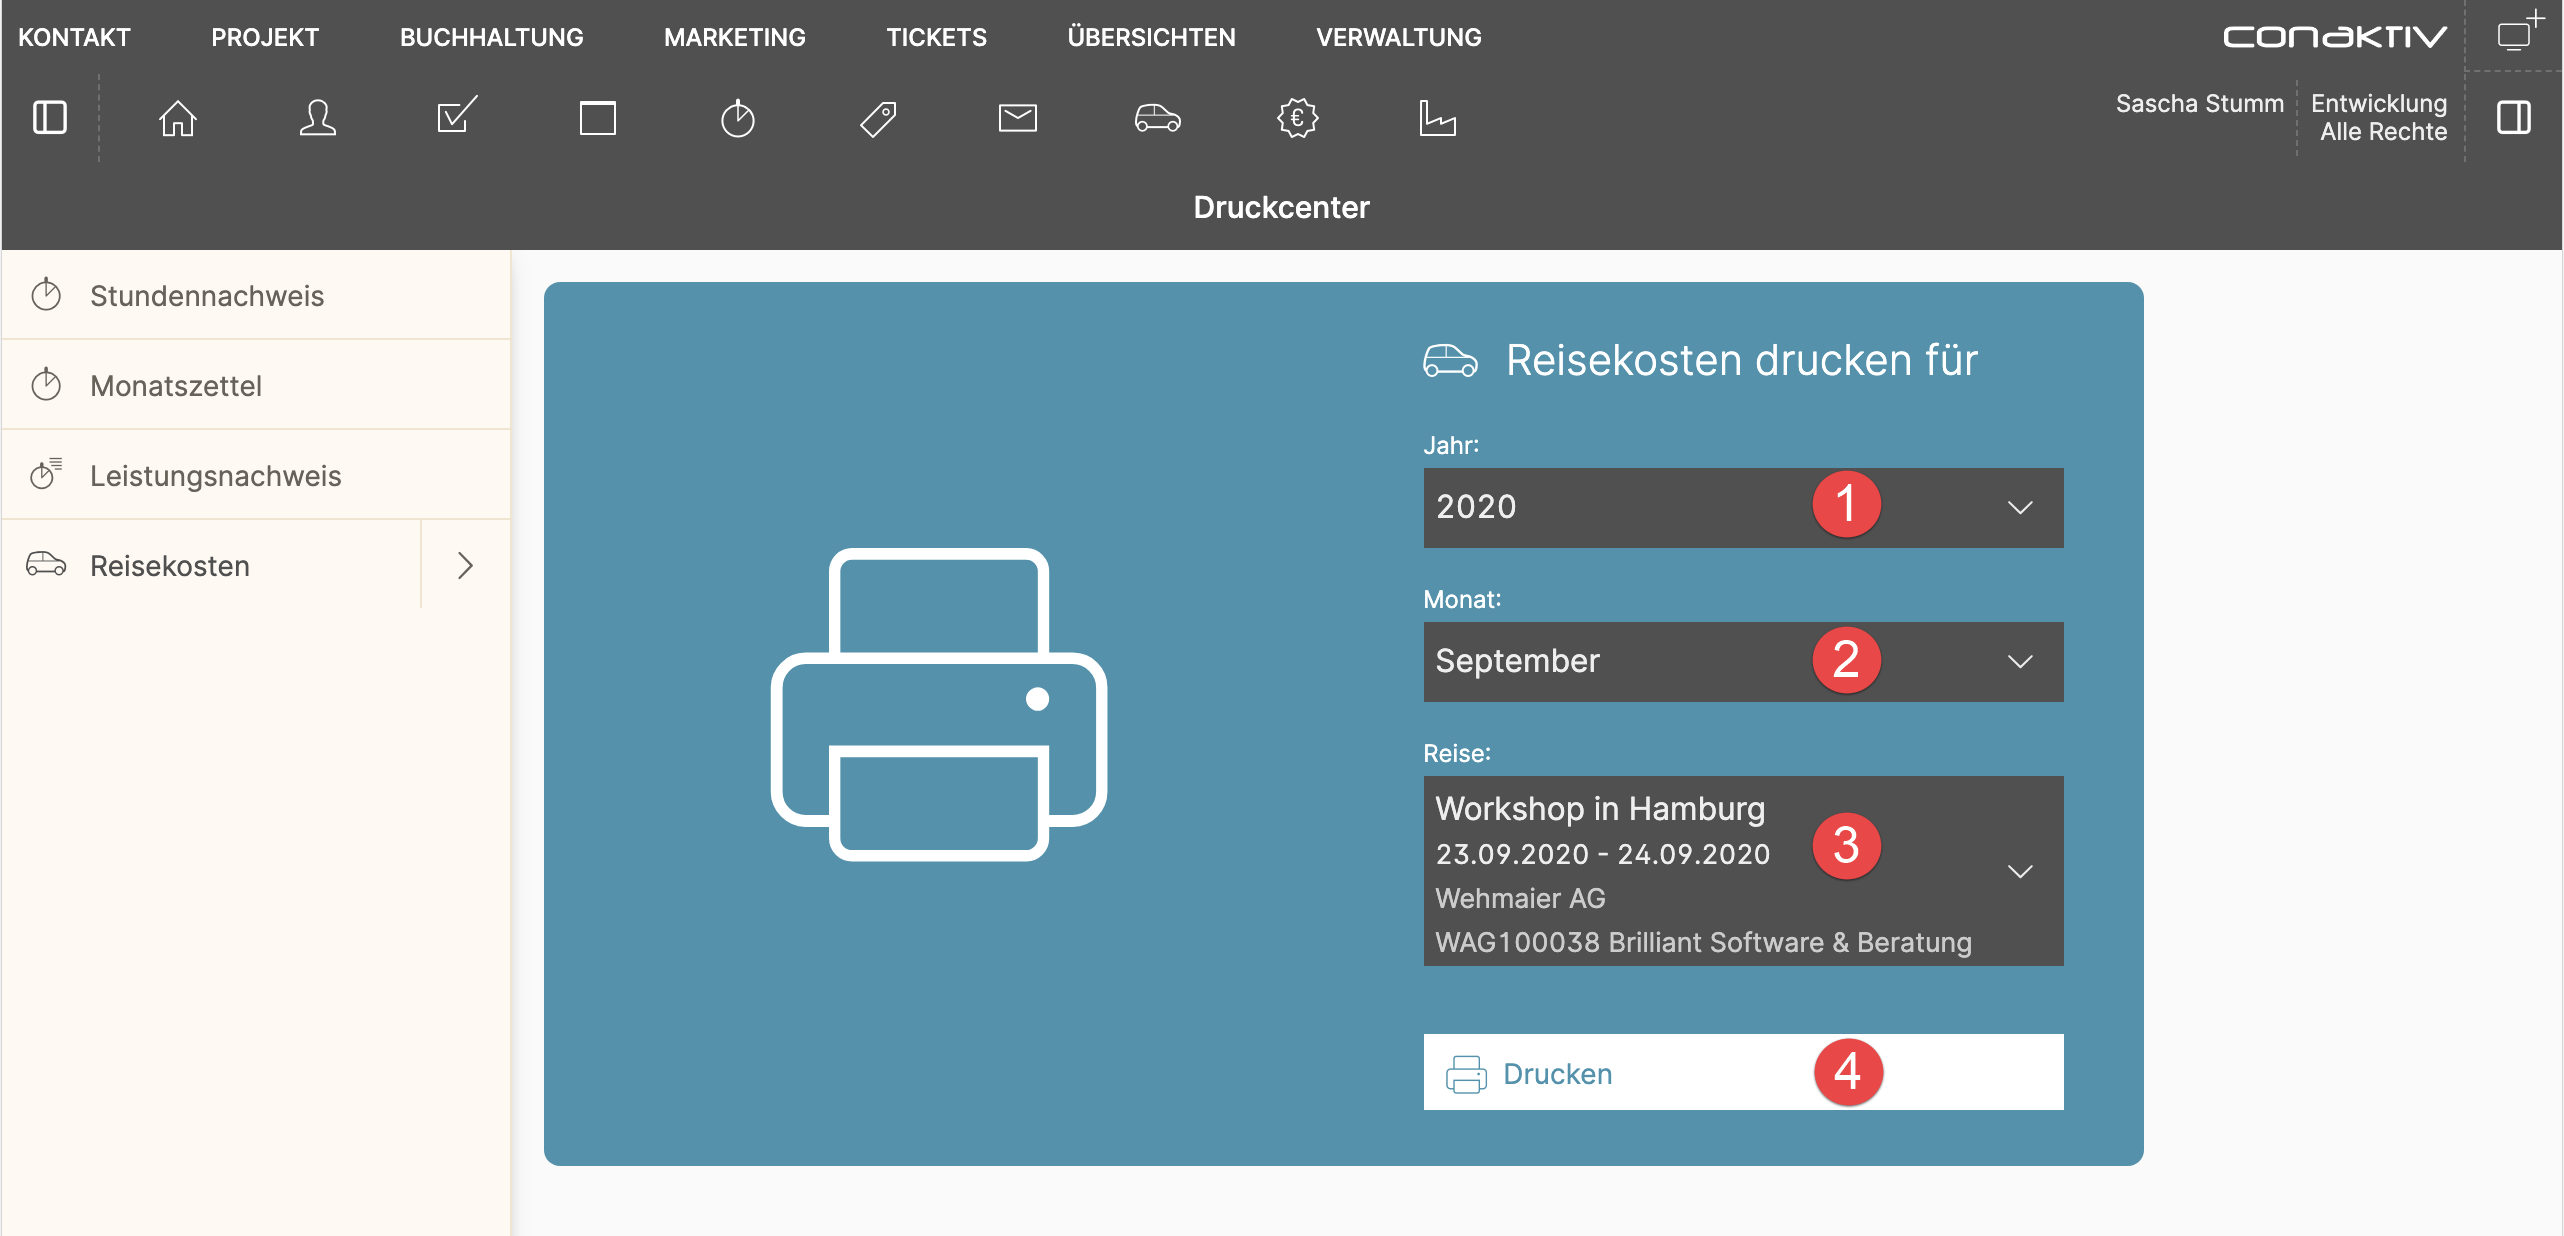 KONTAKT PROJEKT BUCHHALTUNG MARKETING TICKETS ÜBERSICHTEN VERWALTUNG
conaktiv
Sascha Stumm
Entwicklung
Alle Rechte
€
Druckcenter
Stundennachweis
Monatszettel
Leistungsnachweis
Reisekosten
Reisekosten drucken für
Jahr:
2020 1
Monat:
September 2
Reise:
Workshop in Hamburg
23.09.2020 - 24.09.2020 3
Wehmaier AG
WAG100038 Brilliant Software & Beratung
Drucken 4